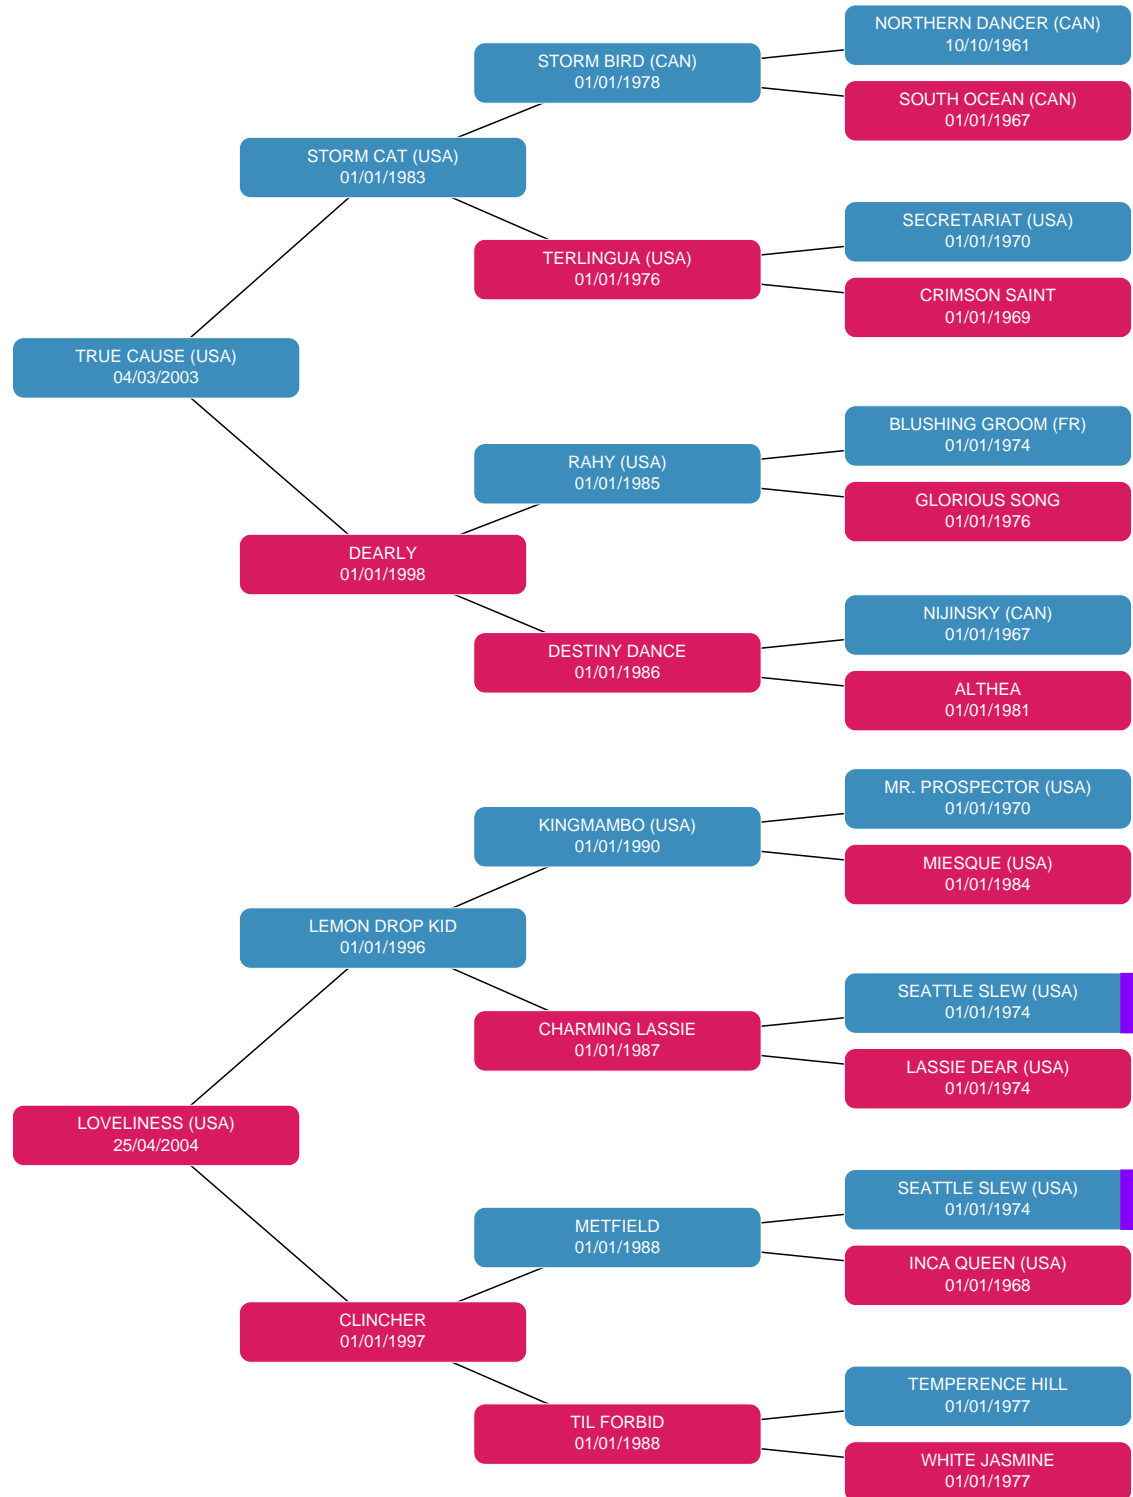 NORTHERN DANCER (CAN)
10/10/1961
STORM BIRD (CAN)
01/01/1978
SOUTH OCEAN (CAN)
01/01/1967
STORM CAT (USA)
01/01/1983
SECRETARIAT (USA)
01/01/1970
TERLINGUA (USA)
01/01/1976
CRIMSON SAINT
01/01/1969
TRUE CAUSE (USA)
04/03/2003
BLUSHING GROOM (FR)
01/01/1974
RAHY (USA)
01/01/1985
GLORIOUS SONG
01/01/1976
DEARLY
01/01/1998
NIJINSKY (CAN)
01/01/1967
DESTINY DANCE
01/01/1986
ALTHEA
01/01/1981
MR. PROSPECTOR (USA)
01/01/1970
KINGMAMBO (USA)
01/01/1990
MIESQUE (USA)
01/01/1984
LEMON DROP KID
01/01/1996
SEATTLE SLEW (USA)
01/01/1974
CHARMING LASSIE
01/01/1987
LASSIE DEAR (USA)
01/01/1974
LOVELINESS (USA)
25/04/2004
SEATTLE SLEW (USA)
01/01/1974
METFIELD
01/01/1988
INCA QUEEN (USA)
01/01/1968
CLINCHER
01/01/1997
TEMPERENCE HILL
01/01/1977
TIL FORBID
01/01/1988
WHITE JASMINE
01/01/1977